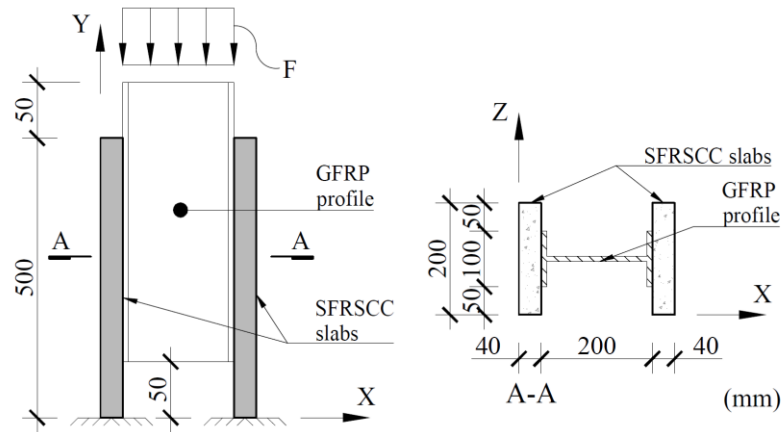 Y
F
50
GFRP
profile
A
A
500
SFRSCC
slabs
50
X
Z
SFRSCC slabs
GFRP
profile
200
50
100
50
X
40
200
40
A-A
(mm)